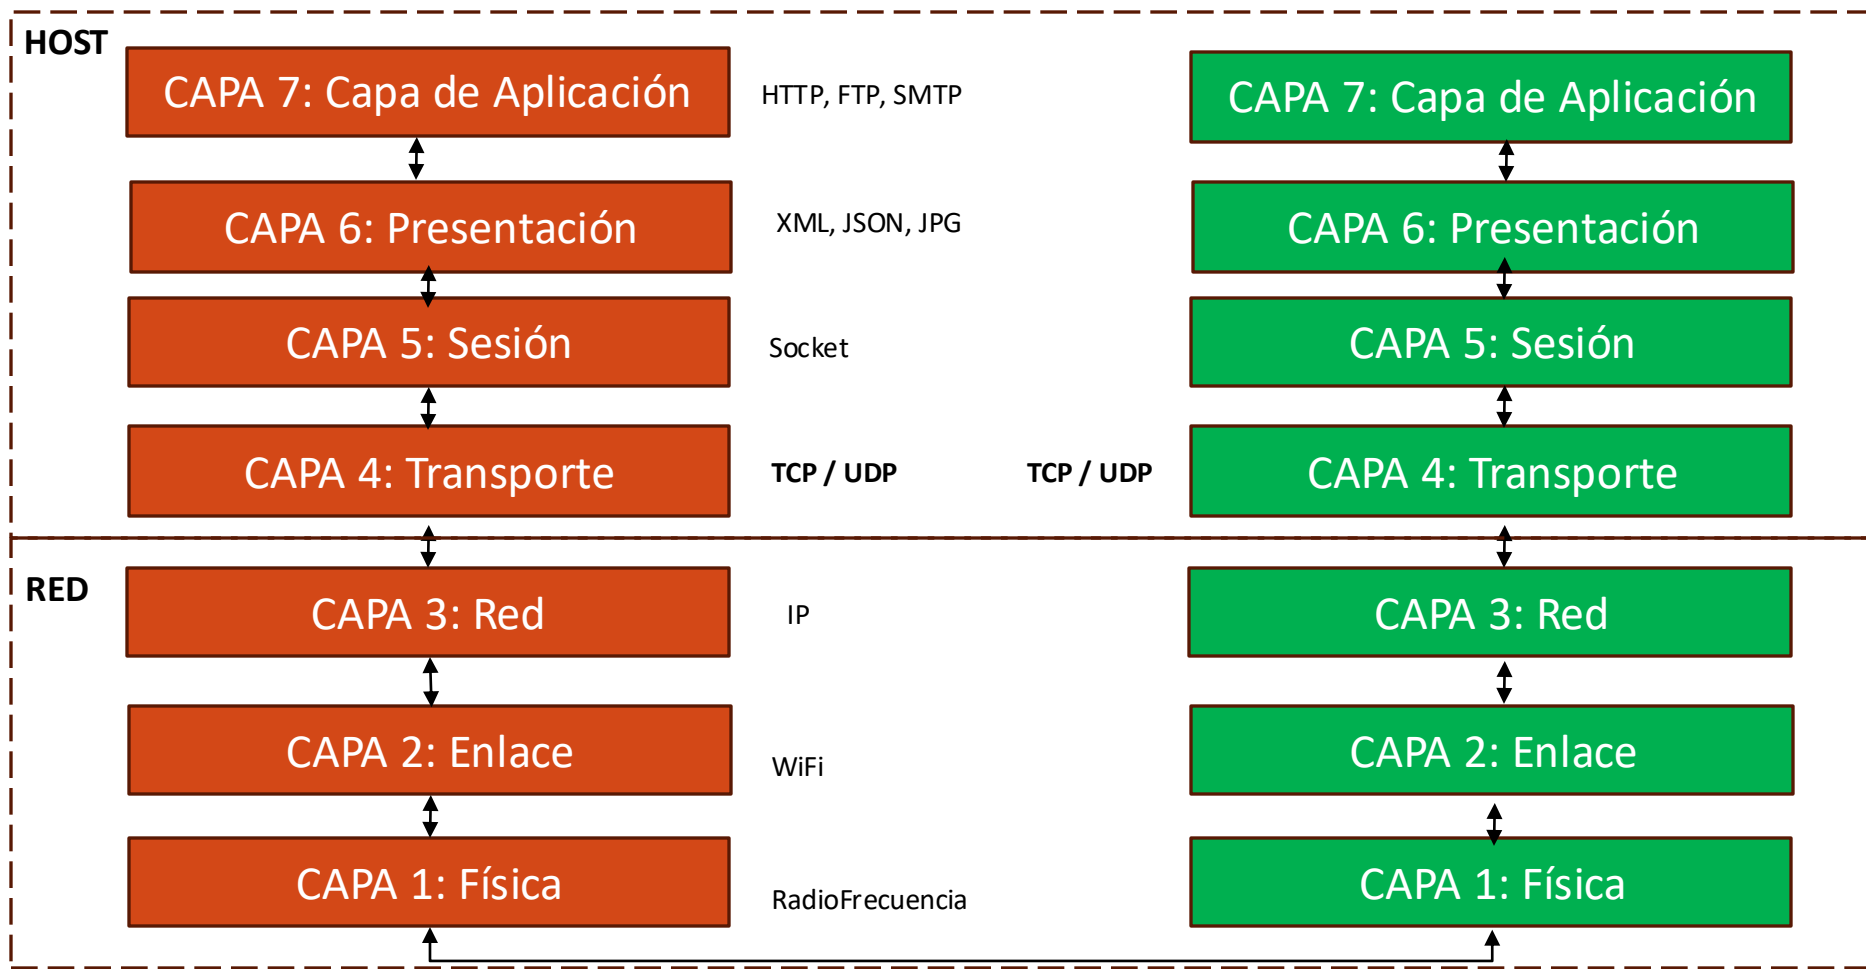 HOST
CAPA 7: Capa de Aplicación
HTTP, FTP, SMTP
CAPA 7: Capa de Aplicación
CAPA 6: Presentación
XML, JSON, JPG
CAPA 6: Presentación
CAPA 5: Sesión
Socket
CAPA 5: Sesión
CAPA 4: Transporte
TCP / UDP
TCP / UDP
CAPA 4: Transporte
RED
CAPA 3: Red
IP
CAPA 3: Red
CAPA 2: Enlace
WiFi
CAPA 2: Enlace
CAPA 1: Física
RadioFrecuencia
CAPA 1: Física